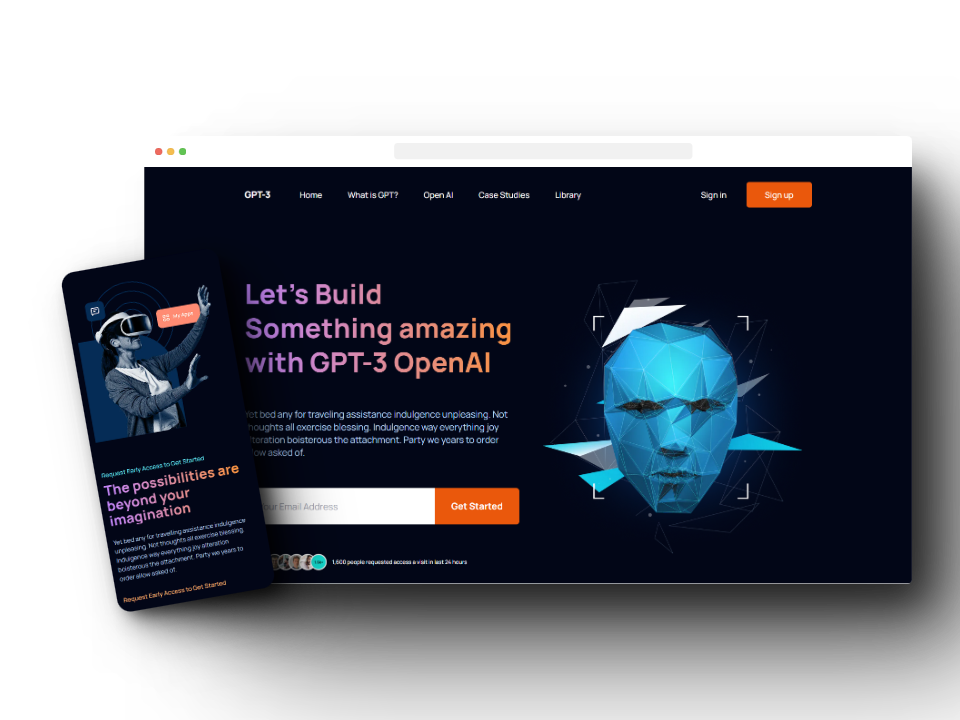 GPT-3 Home What is GPT? Open AI Case Studies Library Sign in Sign up
Let's Build
Something amazing
with GPT-3 OpenAI
Yet bed any for traveling assistance indulgence unpleasing. Not
thoughts all exercise blessing. Indulgence way everything joy
lteration boisterous the attachment. Party we years to order
ow asked of.
our Email Address Get Started
1,600 people requested access a visit in last 24 hours
My Apps
Request Early Access to Get Started
The possibilities are
beyond your
imagination
Yet bed any for travelling assistance indulgence
unpleasing. Not thoughts all exercise blessing.
Indulgence way everything joy alteration
boisterous the attachment. Party we years to
order allow asked of.
Request Early Access to Get Started